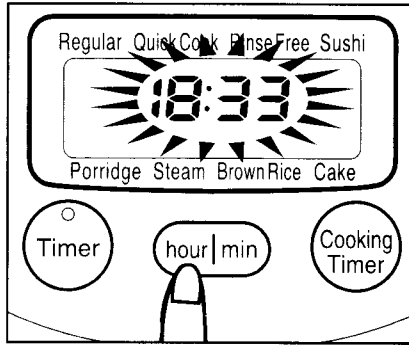 Regular Quick Cook Rinse Free Sushi
18:33
Porridge Steam Brown Rice Cake
Timer hour | min Cooking Timer